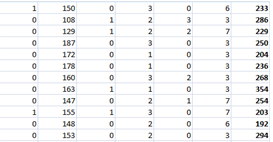 1 150 0 3 0 6 233
0 108 1 2 3 3 286
0 129 1 2 2 7 229
0 187 0 3 0 3 250
0 172 0 1 0 3 204
0 178 0 1 0 3 236
0 160 0 3 2 3 268
0 163 1 1 0 3 354
0 147 0 2 1 7 254
1 155 1 3 0 7 203
0 148 0 2 0 6 192
0 153 0 2 0 3 294